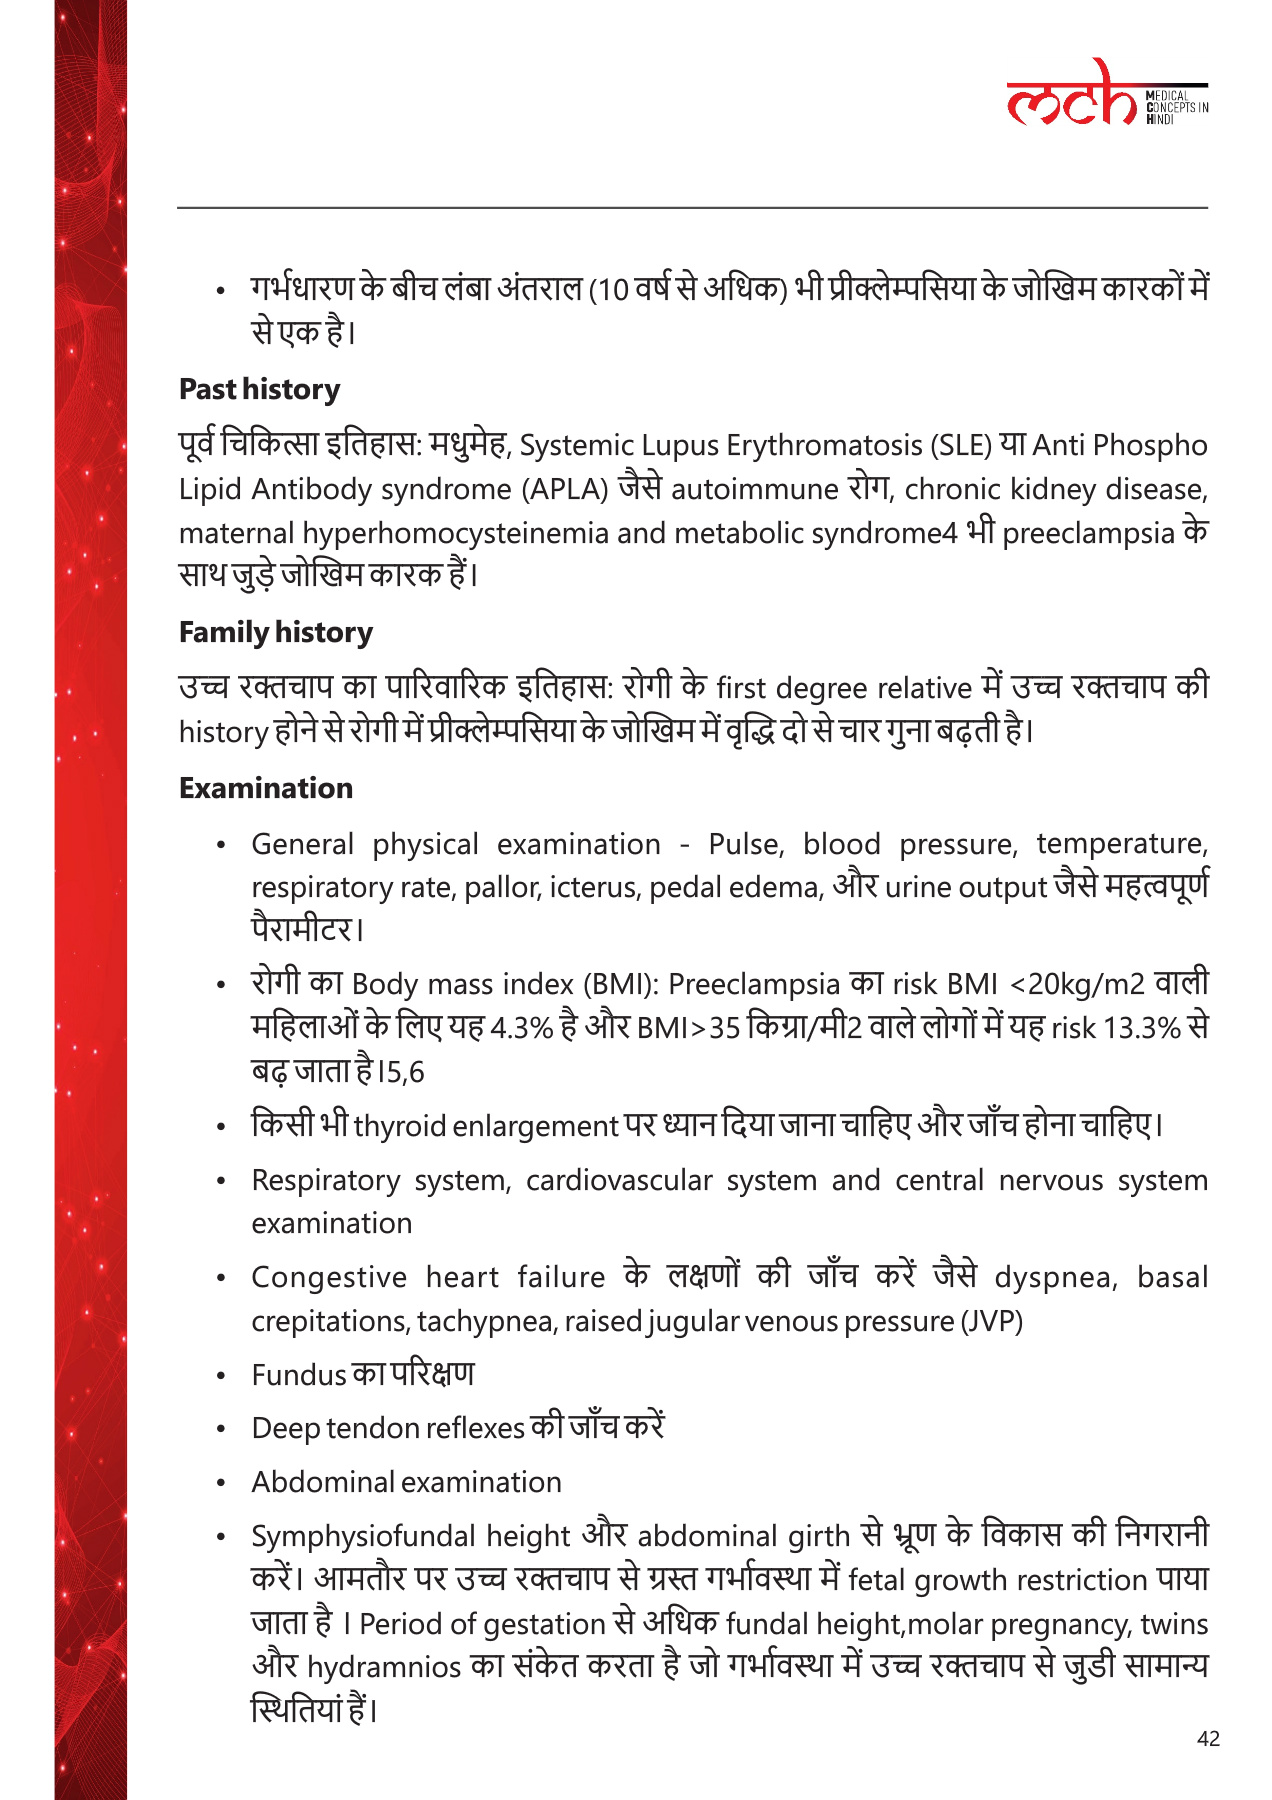 mch MEDICAL
CONCEPTS IN
HINDI
• गर्भधारण के बीच लंबा अंतराल (10 वर्ष से अधिक) भी प्रीक्लेम्पसिया के जोखिम कारकों में
से एक है।
Past history
पूर्व चिकित्सा इतिहास: मधुमेह, Systemic Lupus Erythromatosis (SLE) या Anti Phospho
Lipid Antibody syndrome (APLA) जैसे autoimmune रोग, chronic kidney disease,
maternal hyperhomocysteinemia and metabolic syndrome4 भी preeclampsia के
साथ जुड़े जोखिम कारक हैं।
Family history
उच्च रक्तचाप का पारिवारिक इतिहास: रोगी के first degree relative में उच्च रक्तचाप की
history होने से रोगी में प्रीक्लेम्पसिया के जोखिम में वृद्धि दो से चार गुना बढ़ती है।
Examination
• General physical examination - Pulse, blood pressure, temperature,
respiratory rate, pallor, icterus, pedal edema, और urine output जैसे महत्वपूर्ण
पैरामीटर।
• रोगी का Body mass index (BMI): Preeclampsia का risk BMI <20kg/m2 वाली
महिलाओं के लिए यह 4.3% है और BMI>35 किग्रा/मी2 वाले लोगों में यह risk 13.3% से
बढ़ जाता है।5,6
• किसी भी thyroid enlargement पर ध्यान दिया जाना चाहिए और जाँच होना चाहिए।
• Respiratory system, cardiovascular system and central nervous system
examination
• Congestive heart failure के लक्षणों की जाँच करें जैसे dyspnea, basal
crepitations, tachypnea, raised jugular venous pressure (JVP)
• Fundus का परिक्षण
• Deep tendon reflexes की जाँच करें
• Abdominal examination
• Symphysiofundal height और abdominal girth से भ्रूण के विकास की निगरानी
करें। आमतौर पर उच्च रक्तचाप से ग्रस्त गर्भावस्था में fetal growth restriction पाया
जाता है । Period of gestation से अधिक fundal height,molar pregnancy, twins
और hydramnios का संकेत करता है जो गर्भावस्था में उच्च रक्तचाप से जुडी सामान्य
स्थितियां हैं।
42